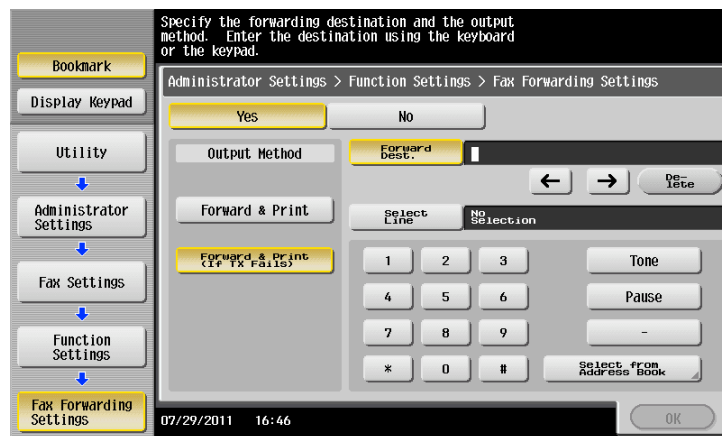 Specify the forwarding destination and the output
method. Enter the destination using the keyboard
or the keypad.
Bookmark
Display Keypad
Utility
Administrator
Settings
Fax Settings
Function
Settings
Fax Forwarding
Settings
Administrator Settings > Function Settings > Fax Forwarding Settings
Yes
No
Output Method
Forward & Print
Forward & Print
(If TX Fails)
Forward
Dest.
← → De-
lete
Select
Line
No
Selection
1 2 3
4 5 6
7 8 9
* 0 #
Tone
Pause
-
Select from
Address Book
07/29/2011 16:46
OK